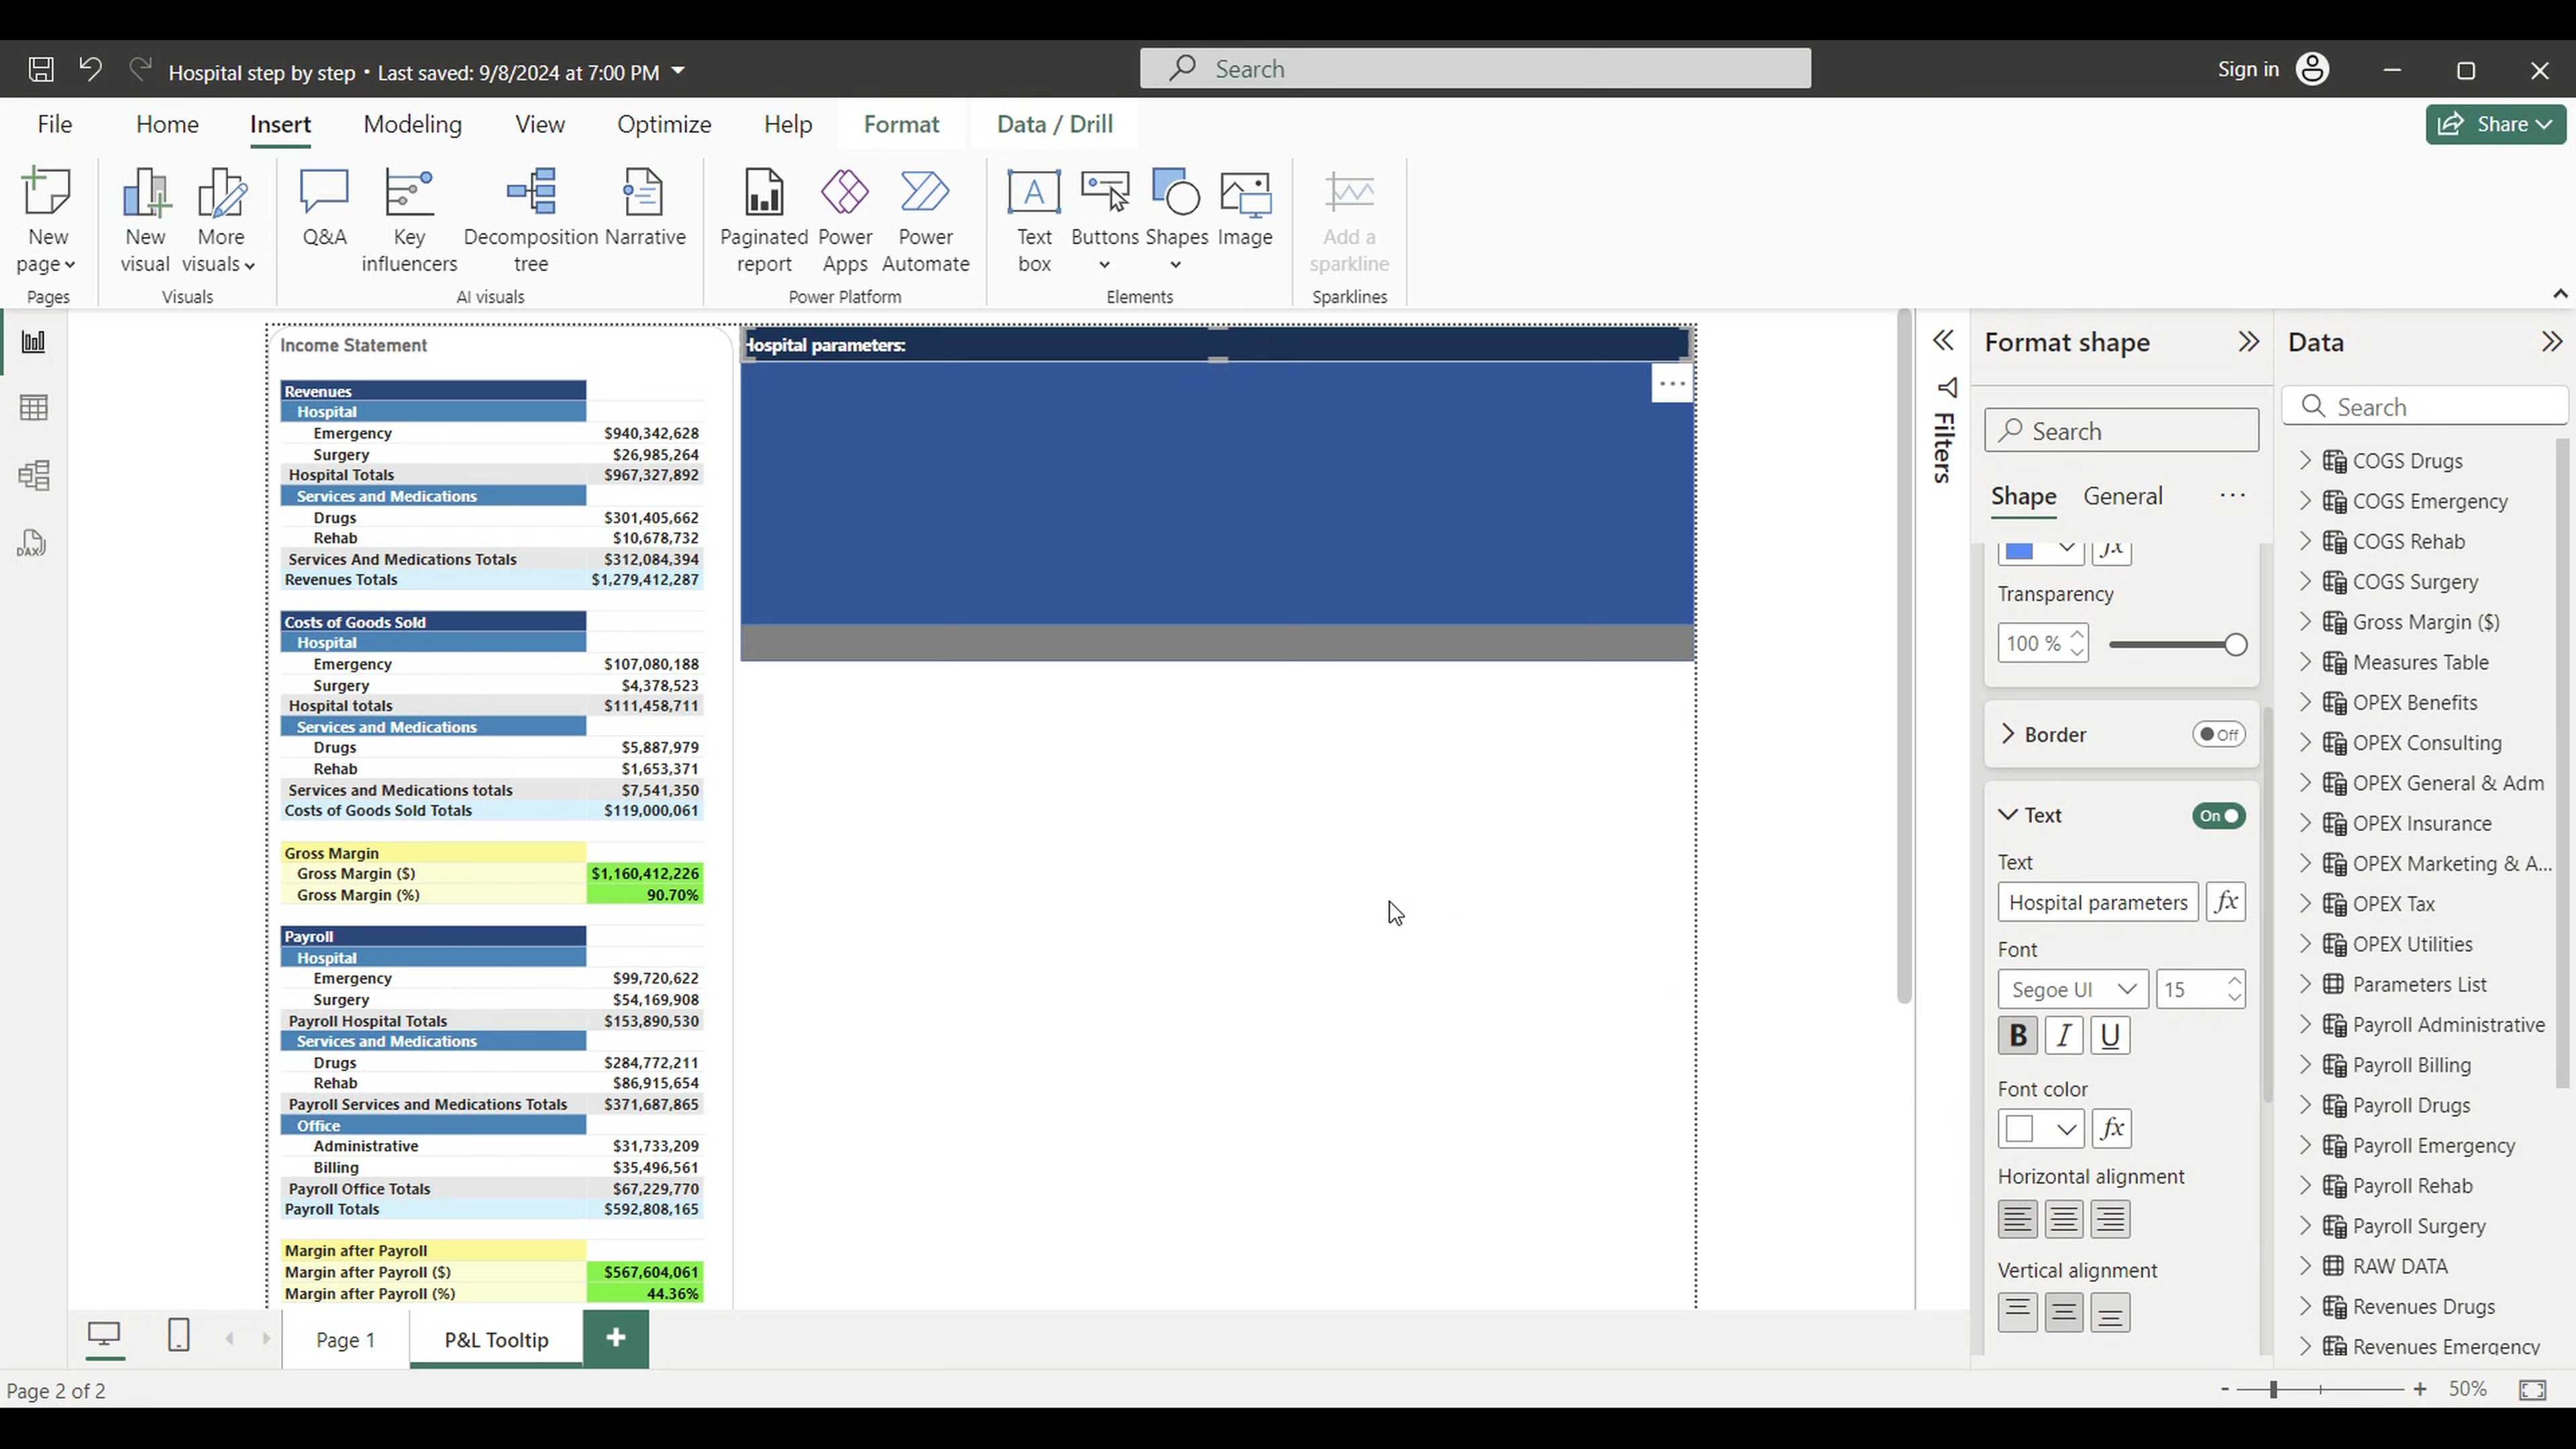 Hospital step by step • Last saved: 9/8/2024 at 7:00 PM
Search
Sign in
File Home Insert Modeling View Optimize Help Format Data / Drill
Share
New page
New visual
More visuals
Q&A
Key influencers
Decomposition tree
Narrative
Paginated report
Power Apps
Power Automate
Text box
Buttons
Shapes
Image
Add a sparkline
Pages Visuals AI visuals Power Platform Elements Sparklines
DAX
Income Statement
Revenues
Hospital
Emergency $940,342,628
Surgery $26,985,264
Hospital Totals $967,327,892
Services and Medications
Drugs $301,405,662
Rehab $10,678,732
Services And Medications Totals $312,084,394
Revenues Totals $1,279,412,287
Costs of Goods Sold
Hospital
Emergency $107,080,188
Surgery $4,378,523
Hospital totals $111,458,711
Services and Medications
Drugs $5,887,979
Rehab $1,653,371
Services and Medications totals $7,541,350
Costs of Goods Sold Totals $119,000,061
Gross Margin
Gross Margin ($) $1,160,412,226
Gross Margin (%) 90.70%
Payroll
Hospital
Emergency $99,720,622
Surgery $54,169,908
Payroll Hospital Totals $153,890,530
Services and Medications
Drugs $284,772,211
Rehab $86,915,654
Payroll Services and Medications Totals $371,687,865
Office
Administrative $31,733,209
Billing $35,496,561
Payroll Office Totals $67,229,770
Payroll Totals $592,808,165
Margin after Payroll
Margin after Payroll ($) $567,604,061
Margin after Payroll (%) 44.36%
Hospital parameters:
Filters
Format shape
Search
Shape General
fx
Transparency
100 %
Border Off
Text On
Text
Hospital parameters fx
Font
Segoe UI 15
B I U
Font color
fx
Horizontal alignment
Vertical alignment
Data
Search
COGS Drugs
COGS Emergency
COGS Rehab
COGS Surgery
Gross Margin ($)
Measures Table
OPEX Benefits
OPEX Consulting
OPEX General & Adm
OPEX Insurance
OPEX Marketing & A...
OPEX Tax
OPEX Utilities
Parameters List
Payroll Administrative
Payroll Billing
Payroll Drugs
Payroll Emergency
Payroll Rehab
Payroll Surgery
RAW DATA
Revenues Drugs
Revenues Emergency
Page 1 P&L Tooltip
Page 2 of 2
50%